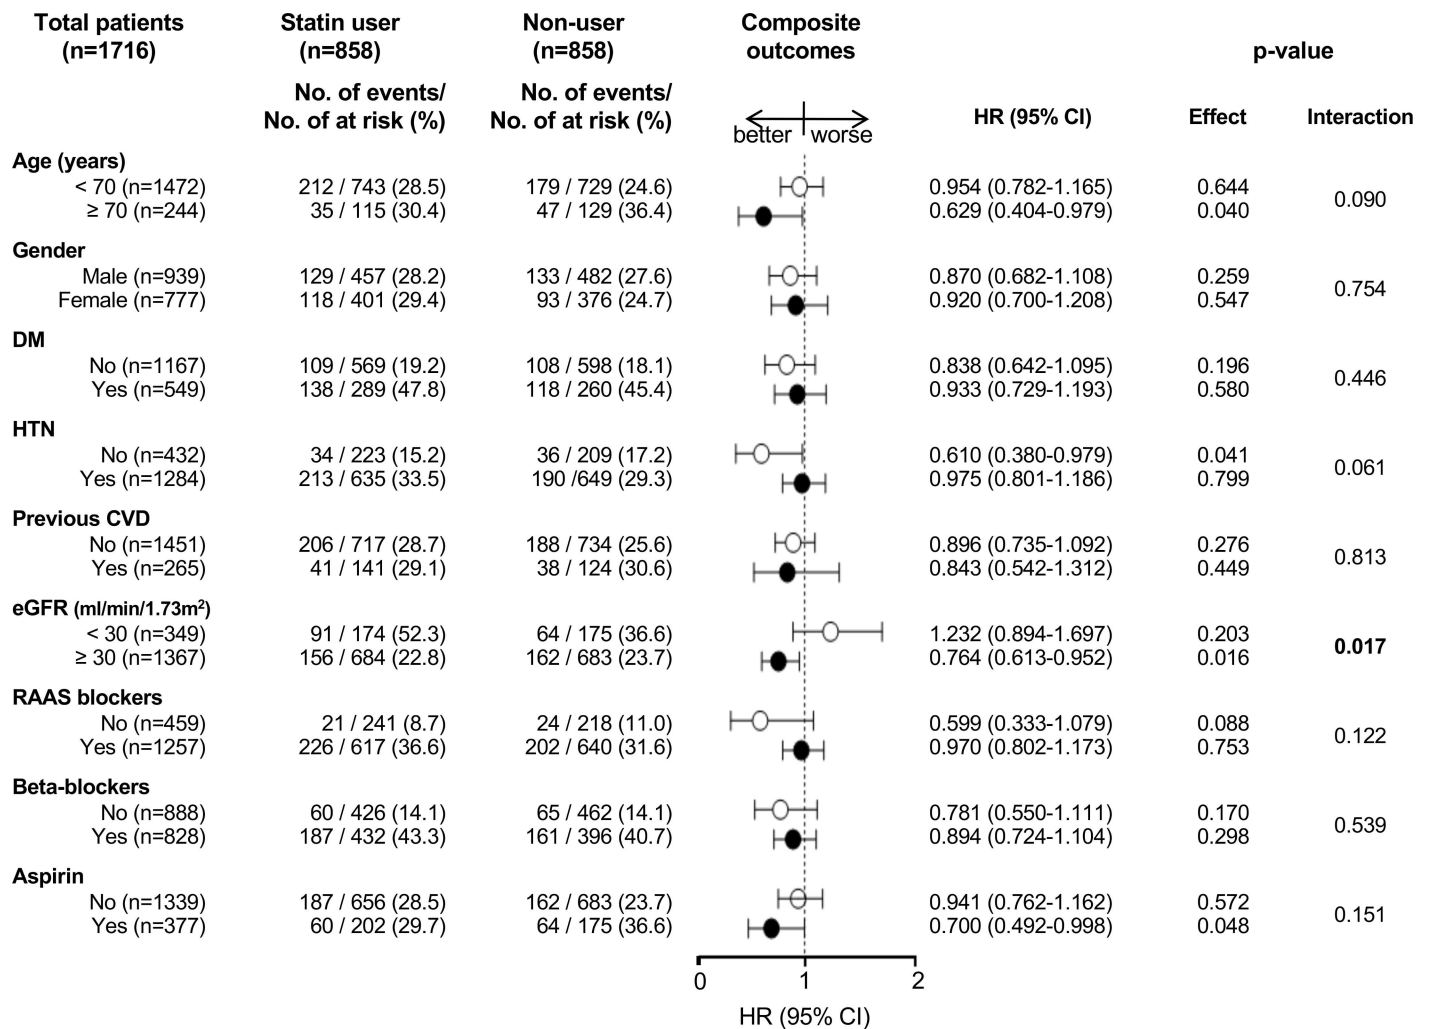 Total patients Statin user Non-user Composite
(n=1716) (n=858) (n=858) outcomes p-value
No. of events/ No. of events/
No. of at risk (%) No. of at risk (%) HR (95% CI) Effect Interaction
better worse
Age (years)
< 70 (n=1472) 212 / 743 (28.5) 179 / 729 (24.6) 0.954 (0.782-1.165) 0.644
0.090
≥ 70 (n=244) 35 / 115 (30.4) 47 / 129 (36.4) 0.629 (0.404-0.979) 0.040
Gender
Male (n=939) 129 / 457 (28.2) 133 / 482 (27.6) 0.870 (0.682-1.108) 0.259
0.754
Female (n=777) 118 / 401 (29.4) 93 / 376 (24.7) 0.920 (0.700-1.208) 0.547
DM
No (n=1167) 109 / 569 (19.2) 108 / 598 (18.1) 0.838 (0.642-1.095) 0.196
0.446
Yes (n=549) 138 / 289 (47.8) 118 / 260 (45.4) 0.933 (0.729-1.193) 0.580
HTN
No (n=432) 34 / 223 (15.2) 36 / 209 (17.2) 0.610 (0.380-0.979) 0.041
0.061
Yes (n=1284) 213 / 635 (33.5) 190 /649 (29.3) 0.975 (0.801-1.186) 0.799
Previous CVD
No (n=1451) 206 / 717 (28.7) 188 / 734 (25.6) 0.896 (0.735-1.092) 0.276
0.813
Yes (n=265) 41 / 141 (29.1) 38 / 124 (30.6) 0.843 (0.542-1.312) 0.449
eGFR (ml/min/1.73m²)
< 30 (n=349) 91 / 174 (52.3) 64 / 175 (36.6) 1.232 (0.894-1.697) 0.203
0.017
≥ 30 (n=1367) 156 / 684 (22.8) 162 / 683 (23.7) 0.764 (0.613-0.952) 0.016
RAAS blockers
No (n=459) 21 / 241 (8.7) 24 / 218 (11.0) 0.599 (0.333-1.079) 0.088
0.122
Yes (n=1257) 226 / 617 (36.6) 202 / 640 (31.6) 0.970 (0.802-1.173) 0.753
Beta-blockers
No (n=888) 60 / 426 (14.1) 65 / 462 (14.1) 0.781 (0.550-1.111) 0.170
0.539
Yes (n=828) 187 / 432 (43.3) 161 / 396 (40.7) 0.894 (0.724-1.104) 0.298
Aspirin
No (n=1339) 187 / 656 (28.5) 162 / 683 (23.7) 0.941 (0.762-1.162) 0.572
0.151
Yes (n=377) 60 / 202 (29.7) 64 / 175 (36.6) 0.700 (0.492-0.998) 0.048
0 1 2
HR (95% CI)